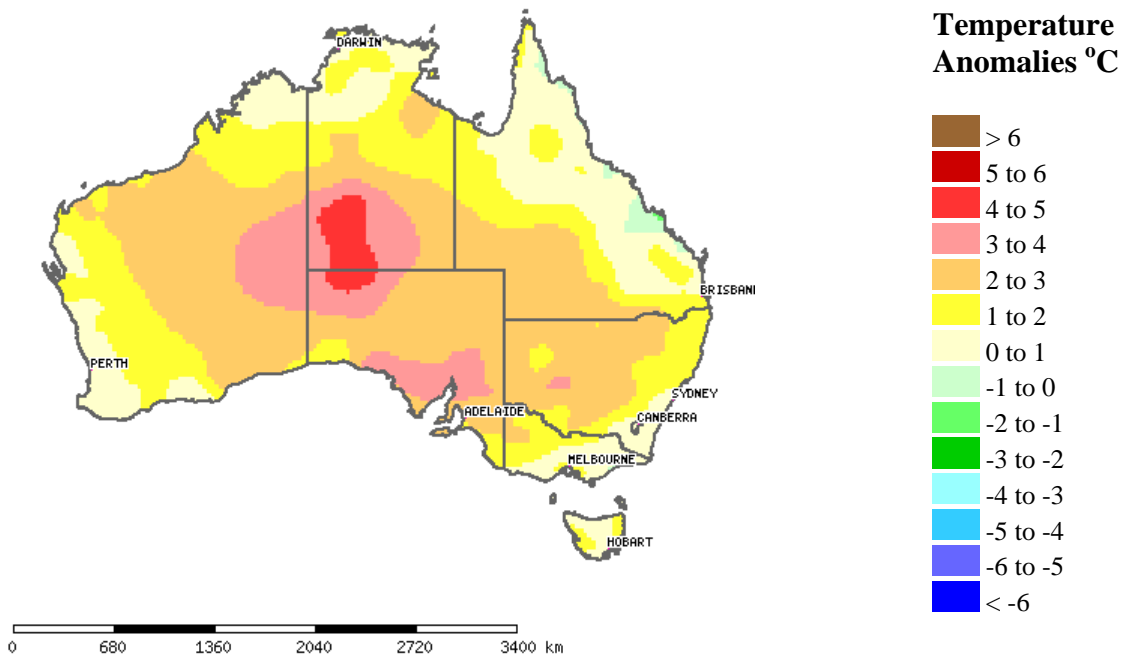 Temperature
Anomalies °C
> 6
5 to 6
4 to 5
3 to 4
2 to 3
1 to 2
0 to 1
-1 to 0
-2 to -1
-3 to -2
-4 to -3
-5 to -4
-6 to -5
< -6
DARWIN
BRISBAN
PERTH
SYDNEY
ADELAIDE
CANBERRA
MELBOURNE
HOBART
0 680 1360 2040 2720 3400 km